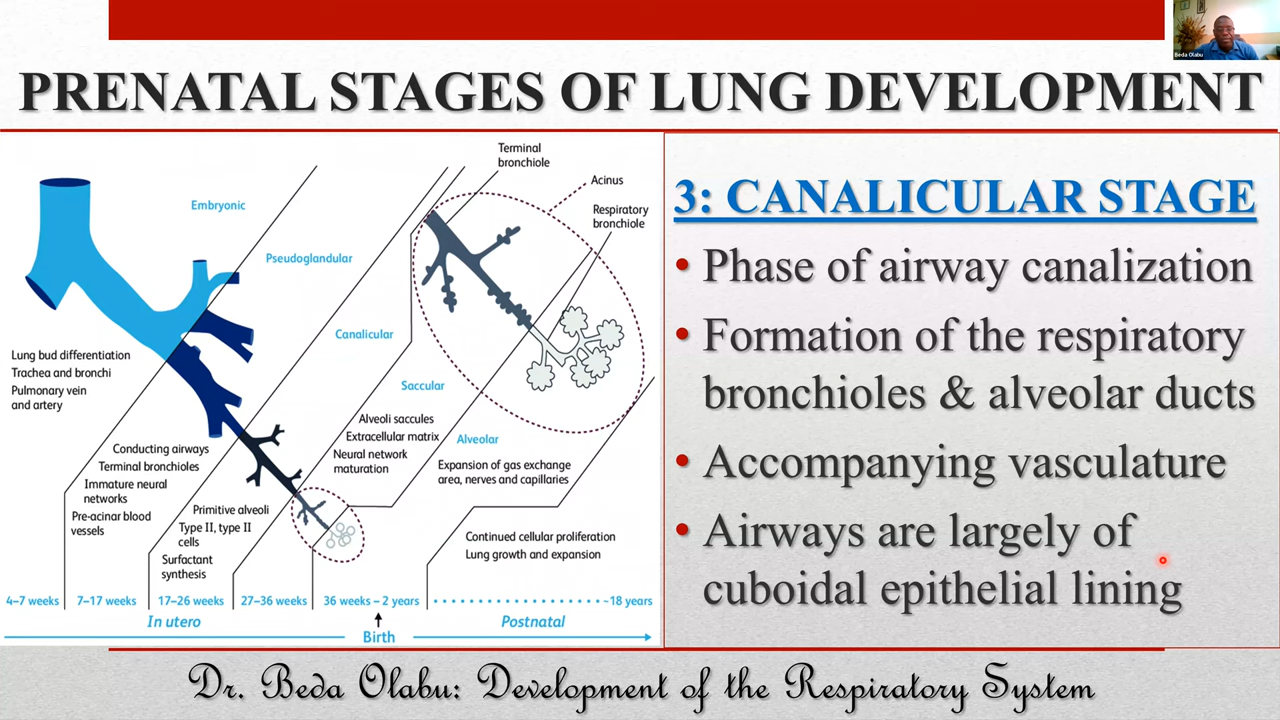 Beda Olabu
PRENATAL STAGES OF LUNG DEVELOPMENT
Terminal
bronchiole
Acinus
Respiratory
bronchiole
Embryonic
Pseudoglandular
Canalicular
Saccular
Alveolar
Lung bud differentiation
Trachea and bronchi
Pulmonary vein
and artery
Conducting airways
Terminal bronchioles
Immature neural
networks
Pre-acinar blood
vessels
Primitive alveoli
Type II, type II
cells
Surfactant
synthesis
Alveoli saccules
Extracellular matrix
Neural network
maturation
Expansion of gas exchange
area, nerves and capillaries
Continued cellular proliferation
Lung growth and expansion
4–7 weeks 7–17 weeks 17–26 weeks 27–36 weeks 36 weeks – 2 years ~18 years
In utero Postnatal
Birth
3: CANALICULAR STAGE
• Phase of airway canalization
• Formation of the respiratory
bronchioles & alveolar ducts
• Accompanying vasculature
• Airways are largely of
cuboidal epithelial lining
Dr. Beda Olabu: Development of the Respiratory System